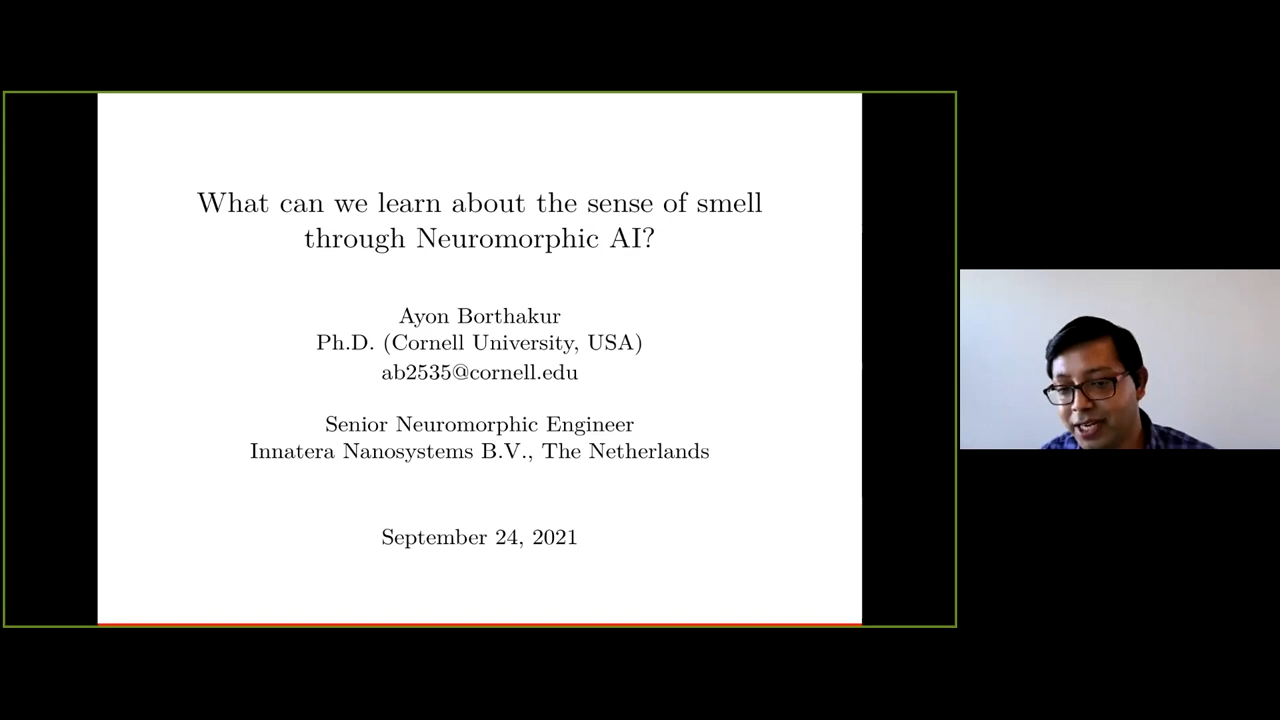 What can we learn about the sense of smell
through Neuromorphic AI?
Ayon Borthakur
Ph.D. (Cornell University, USA)
ab2535@cornell.edu
Senior Neuromorphic Engineer
Innatera Nanosystems B.V., The Netherlands
September 24, 2021